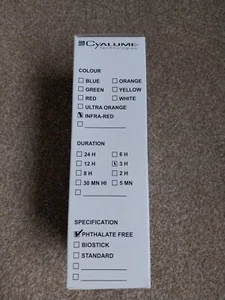 CYALUME
technologies
COLOUR
BLUE ORANGE
GREEN YELLOW
RED WHITE
ULTRA ORANGE
INFRA-RED
DURATION
24 H 6 H
12 H 3 H
8 H 2 H
30 MN HI 5 MN
SPECIFICATION
PHTHALATE FREE
BIOSTICK
STANDARD